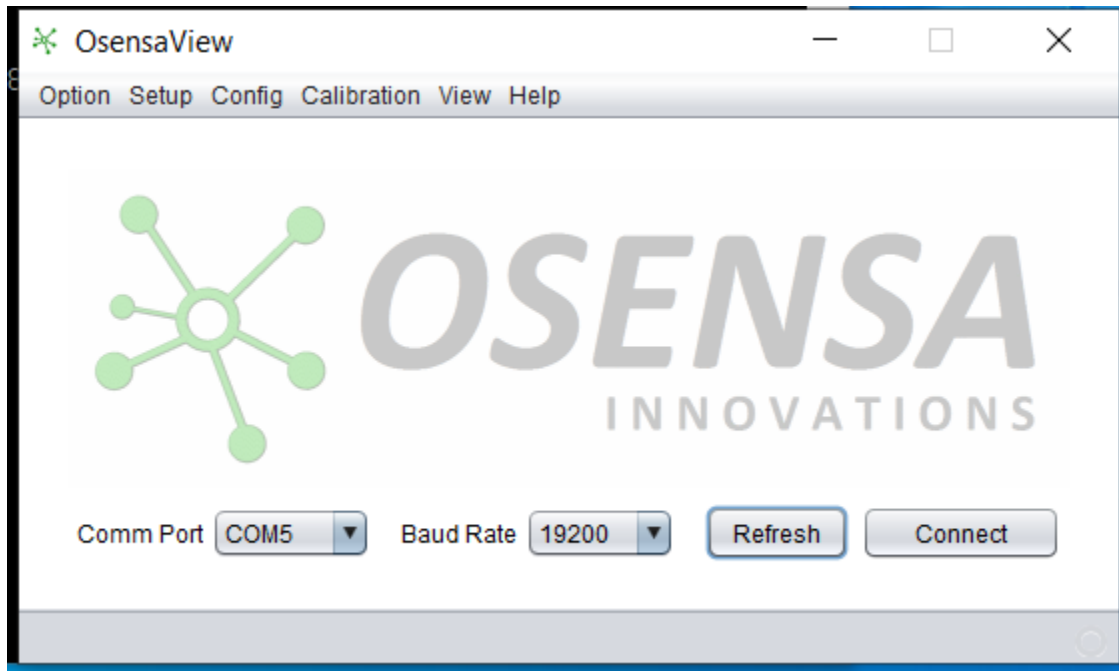 OsensaView
Option Setup Config Calibration View Help
OSENSA
INNOVATIONS
Comm Port COM5 Baud Rate 19200 Refresh Connect